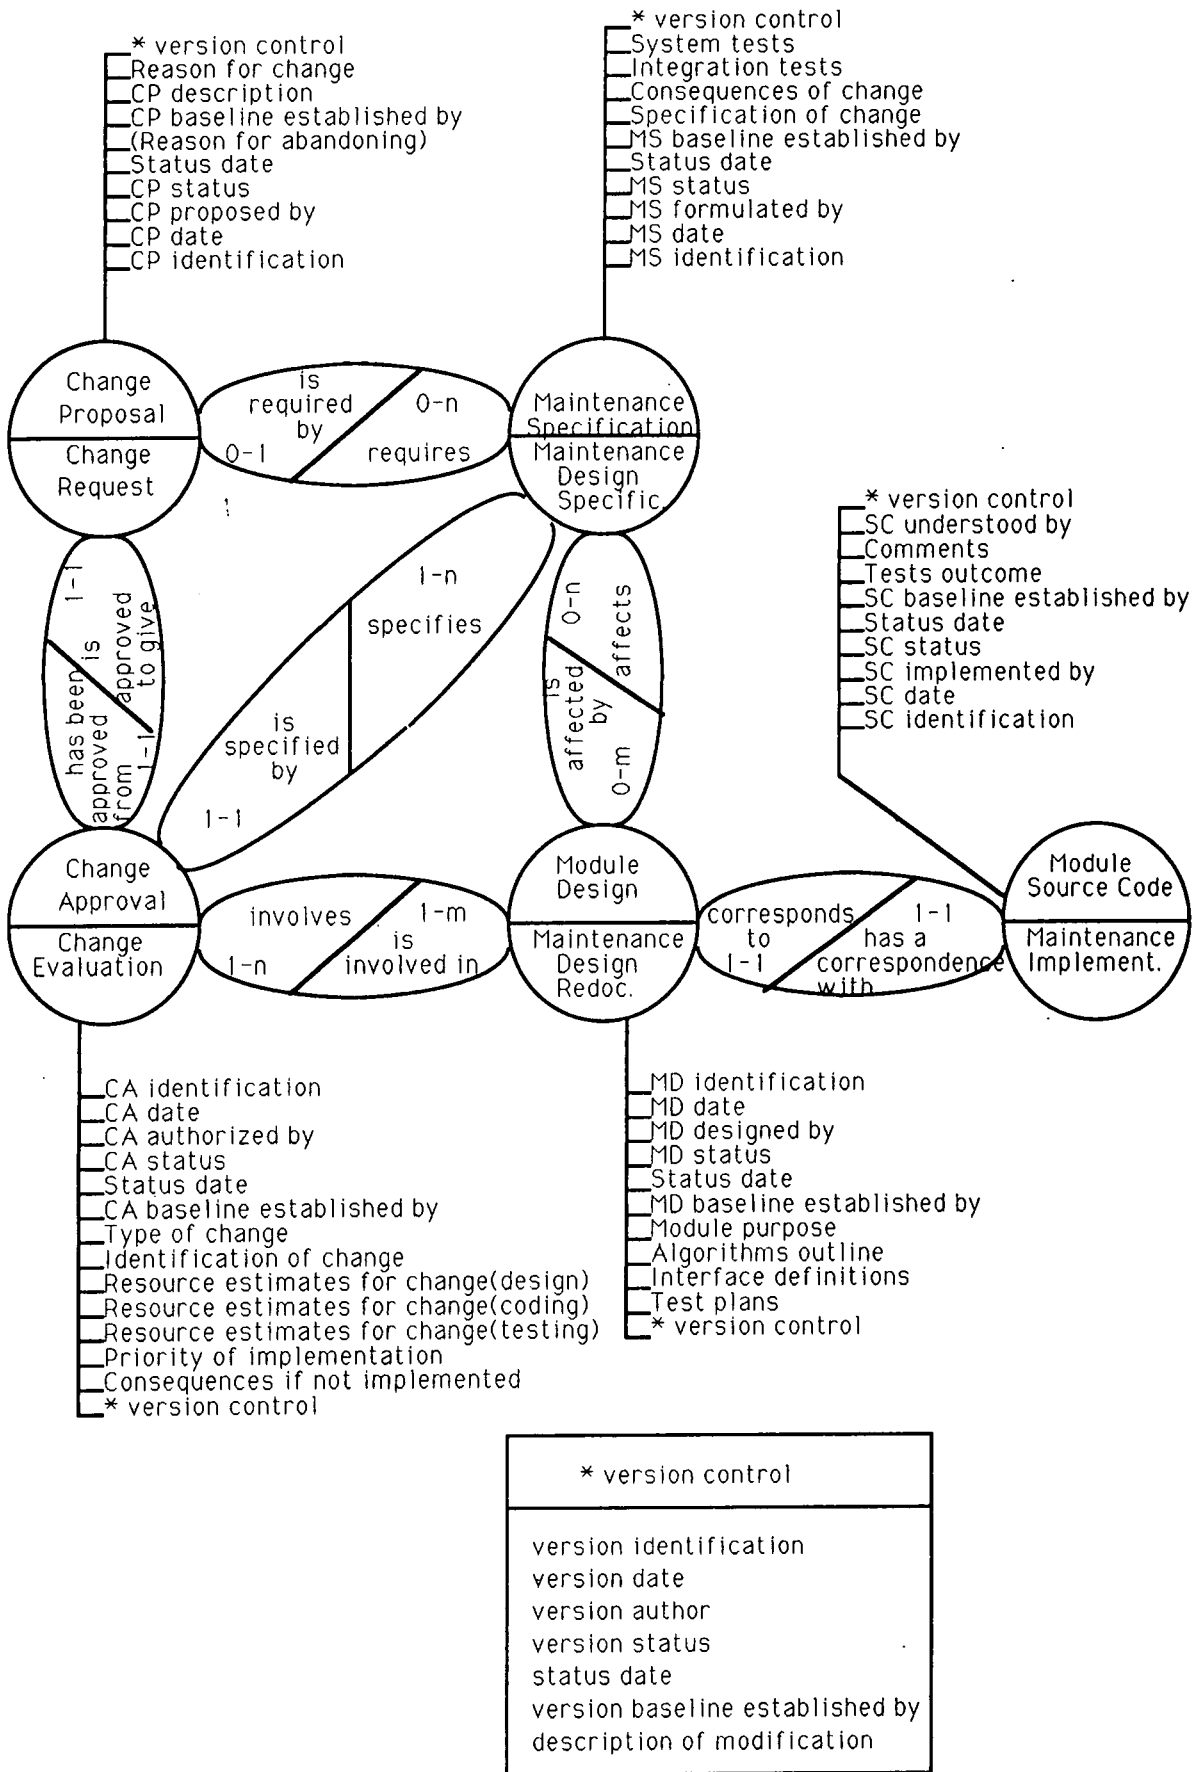 * version control
Reason for change
CP description
CP baseline established by
(Reason for abandoning)
Status date
CP status
CP proposed by
CP date
CP identification
* version control
System tests
Integration tests
Consequences of change
Specification of change
MS baseline established by
Status date
MS status
MS formulated by
MS date
MS identification
Change
Proposal
Change
Request
is
required
by
0-1
0-n
requires
Maintenance
Specification
Maintenance
Design
Specific.
* version control
SC understood by
Comments
Tests outcome
SC baseline established by
Status date
SC status
SC implemented by
SC date
SC identification
1-1
is
approved
to give
has been
approved
from
1-1
1-n
specifies
is
specified
by
1-1
0-n
affects
is
affected
by
0-m
Change
Approval
Change
Evaluation
involves
1-n
1-m
is
involved in
Module
Design
Maintenance
Design
Redoc.
corresponds
to
1-1
1-1
has a
correspondence
with
Module
Source Code
Maintenance
Implement.
CA identification
CA date
CA authorized by
CA status
Status date
CA baseline established by
Type of change
Identification of change
Resource estimates for change(design)
Resource estimates for change(coding)
Resource estimates for change(testing)
Priority of implementation
Consequences if not implemented
* version control
MD identification
MD date
MD designed by
MD status
Status date
MD baseline established by
Module purpose
Algorithms outline
Interface definitions
Test plans
* version control
* version control
version identification
version date
version author
version status
status date
version baseline established by
description of modification